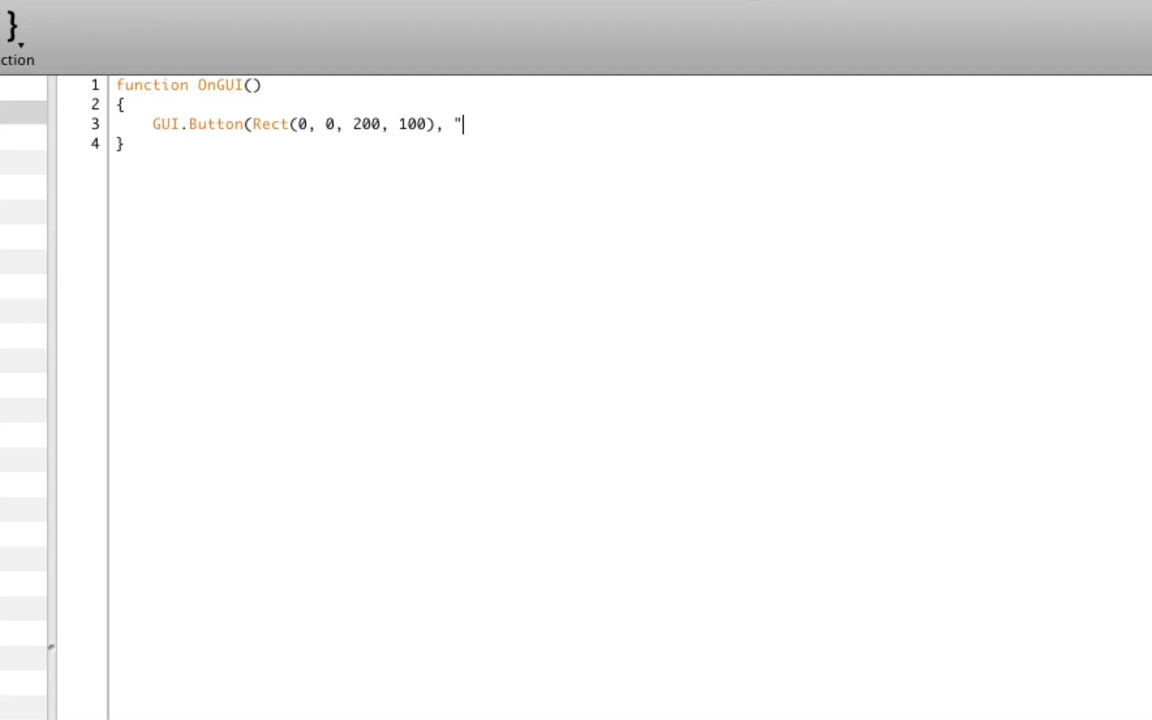 }
ction
1 function OnGUI()
2 {
3 GUI.Button(Rect(0, 0, 200, 100), "
4 }